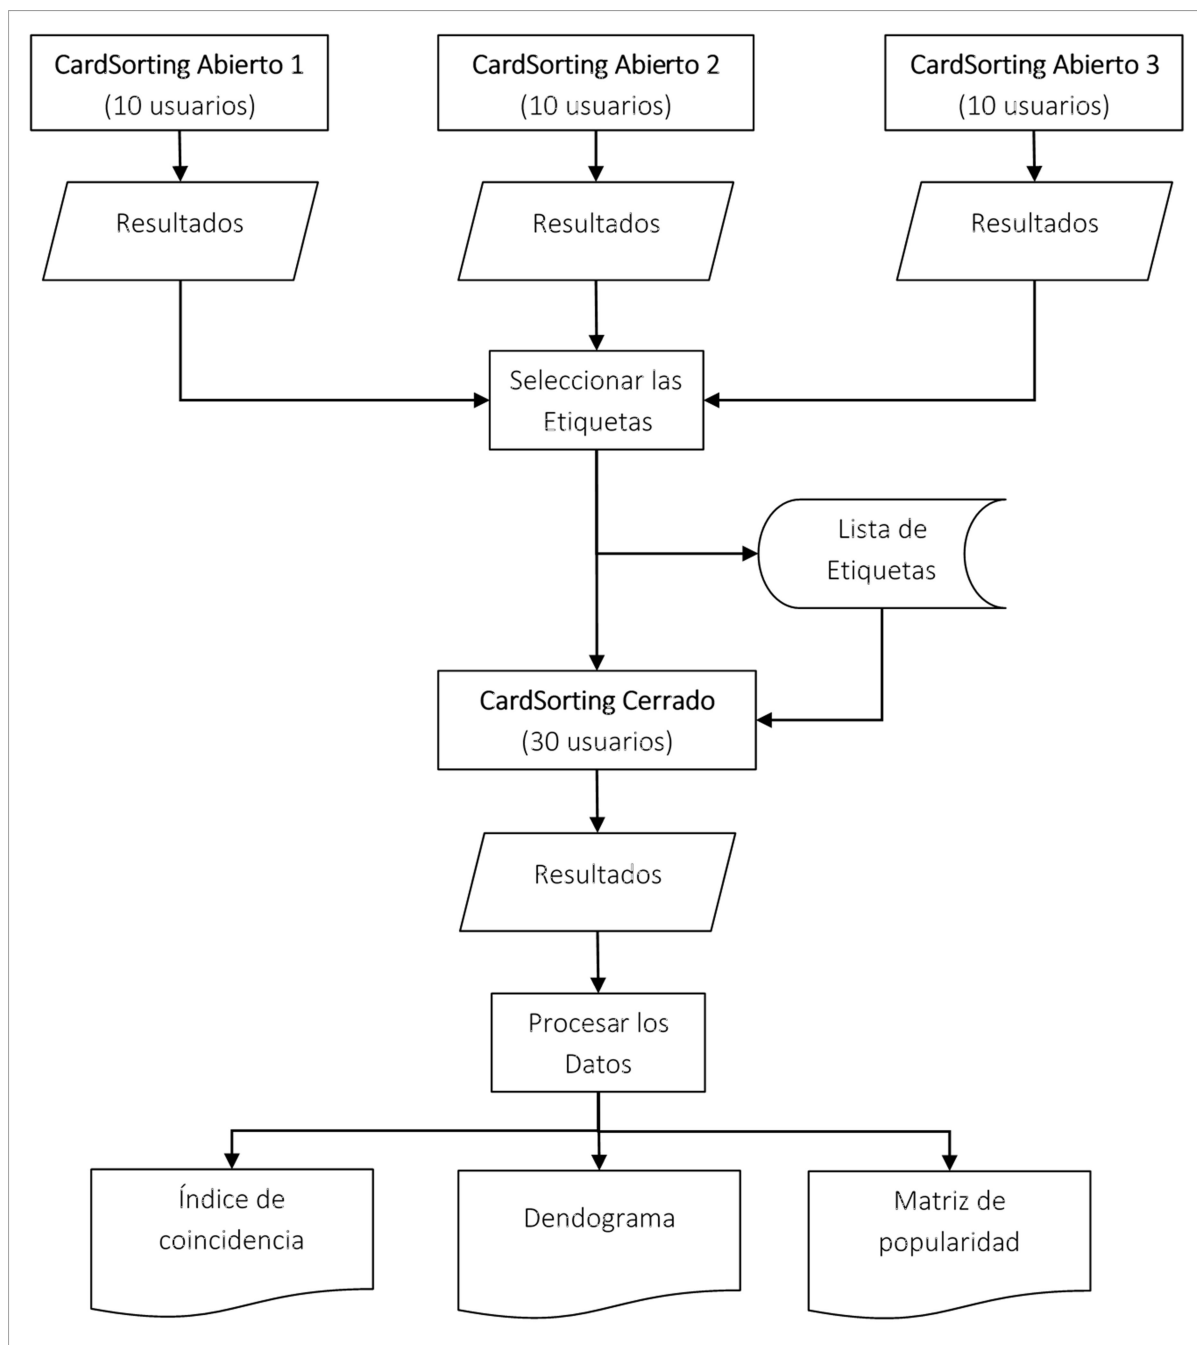 CardSorting Abierto 1
(10 usuarios)
CardSorting Abierto 2
(10 usuarios)
CardSorting Abierto 3
(10 usuarios)
Resultados
Resultados
Resultados
Seleccionar las
Etiquetas
Lista de
Etiquetas
CardSorting Cerrado
(30 usuarios)
Resultados
Procesar los
Datos
Índice de
coincidencia
Dendograma
Matriz de
popularidad